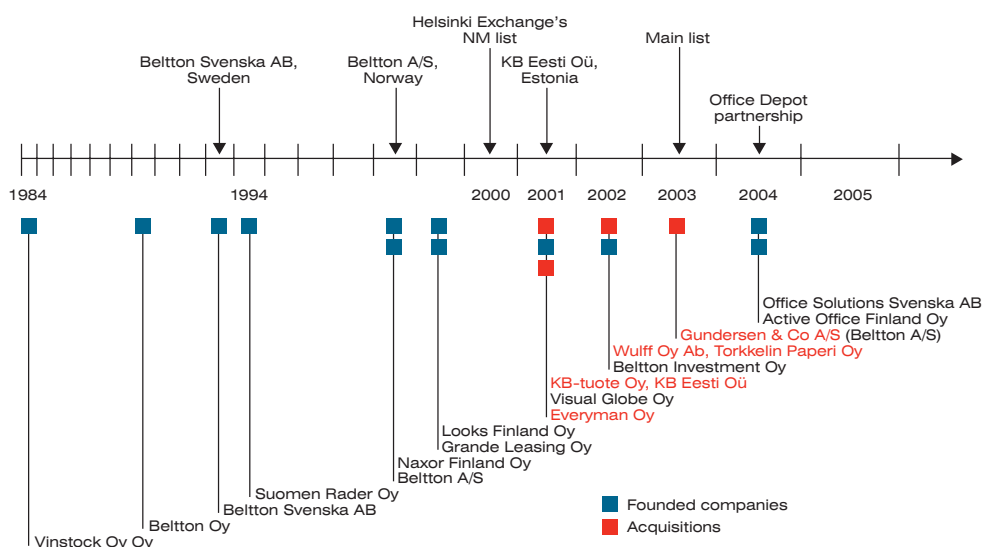 Helsinki Exchange's
NM list
Main list
Beltton Svenska AB,
Sweden
Beltton A/S,
Norway
KB Eesti Oü,
Estonia
Office Depot
partnership
1984
1994
2000
2001
2002
2003
2004
2005
Office Solutions Svenska AB
Active Office Finland Oy
Gundersen & Co A/S (Beltton A/S)
Wulff Oy Ab, Torkkelin Paperi Oy
Beltton Investment Oy
KB-tuote Oy, KB Eesti Oü
Visual Globe Oy
Everyman Oy
Looks Finland Oy
Grande Leasing Oy
Naxor Finland Oy
Beltton A/S
Suomen Rader Oy
Beltton Svenska AB
Beltton Oy
Vinstock Oy Oy
Founded companies
Acquisitions